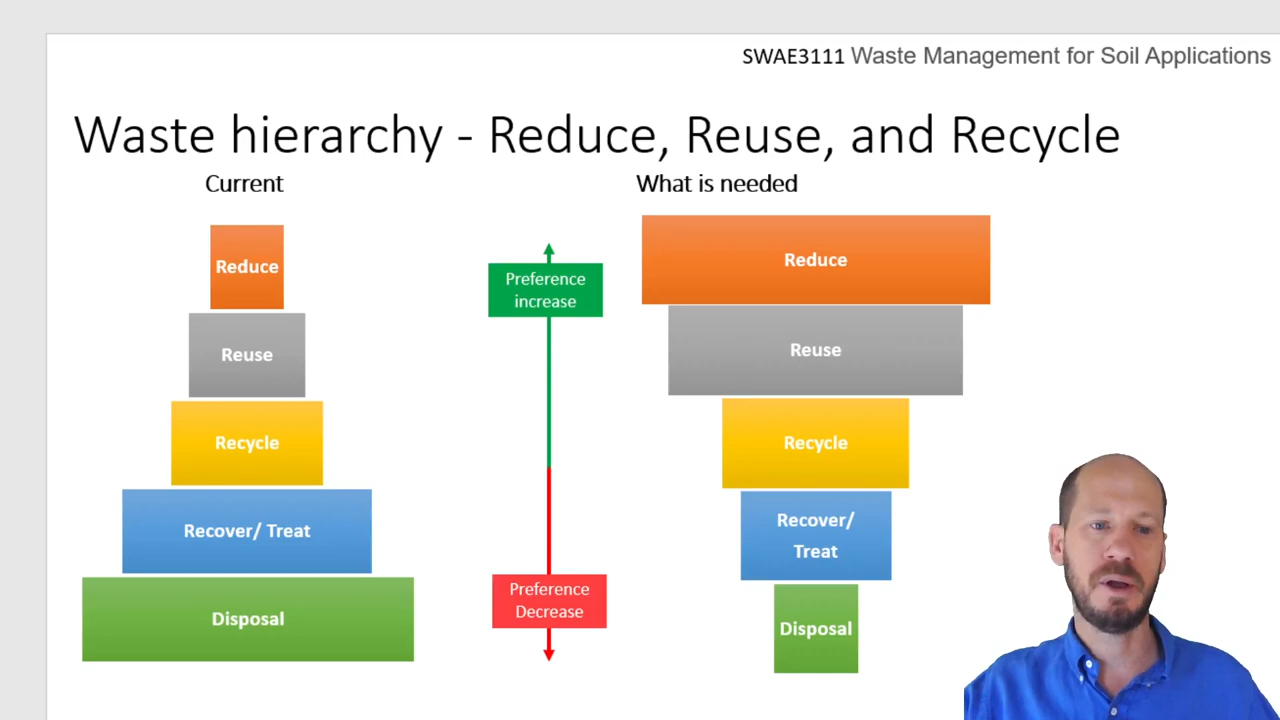 SWAE3111 Waste Management for Soil Applications
Waste hierarchy - Reduce, Reuse, and Recycle
Current
What is needed
Reduce
Reuse
Recycle
Recover/ Treat
Disposal
Preference
increase
Preference
Decrease
Reduce
Reuse
Recycle
Recover/
Treat
Disposal